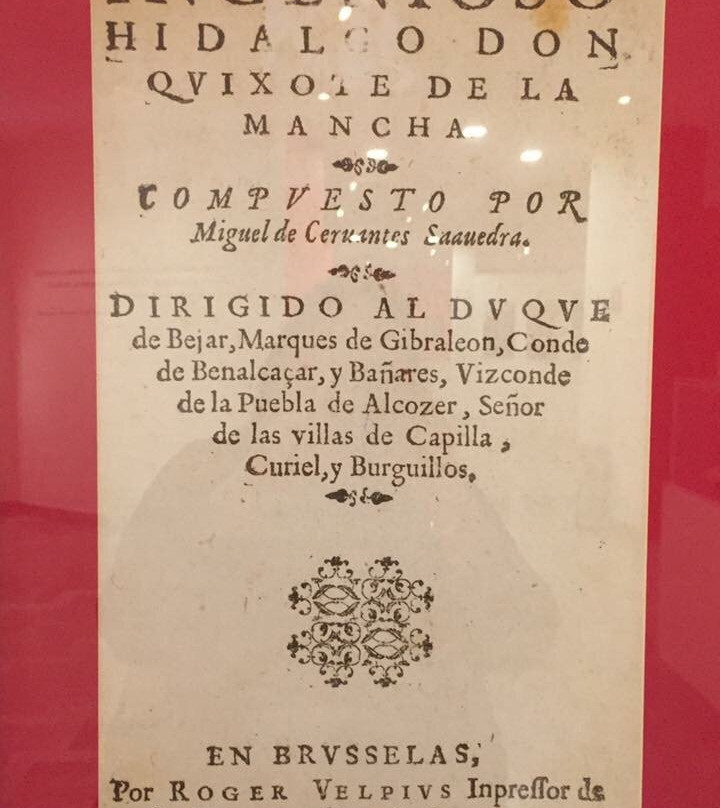 INGENIOSO
HIDALGO DON
QVIXOTE DE LA
MANCHA
COMPVESTO POR
Miguel de Ceruantes Saauedra.
DIRIGIDO AL DVQVE
de Bejar, Marques de Gibraleon, Conde
de Benalcaçar, y Bañares, Vizconde
de la Puebla de Alcozer, Señor
de las villas de Capilla,
Curiel, y Burguillos.
EN BRVSSELAS,
Por ROGER VELPIVS Inpreſſor de